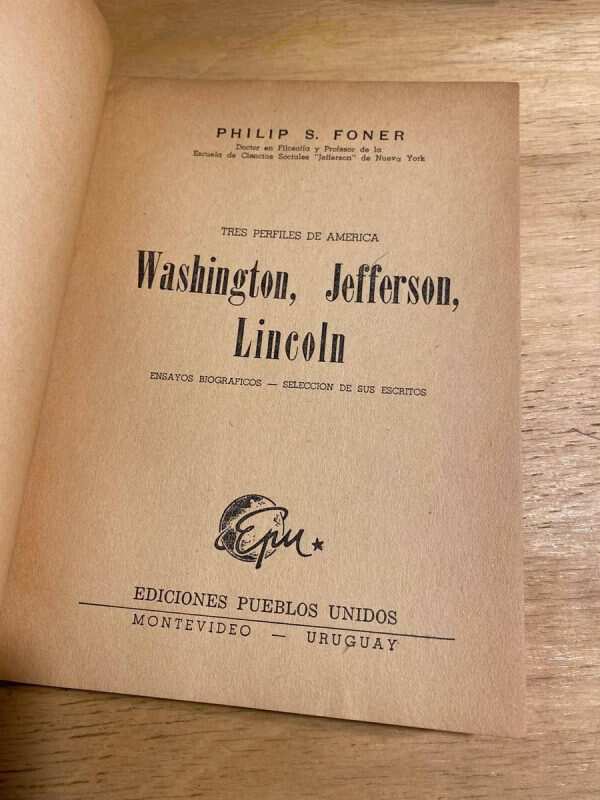 PHILIP S. FONER
Doctor en Filosofía y Profesor de la
Escuela de Ciencias Sociales "Jefferson" de Nueva York
TRES PERFILES DE AMERICA
Washington, Jefferson,
Lincoln
ENSAYOS BIOGRAFICOS — SELECCION DE SUS ESCRITOS
Epu
EDICIONES PUEBLOS UNIDOS
MONTEVIDEO — URUGUAY